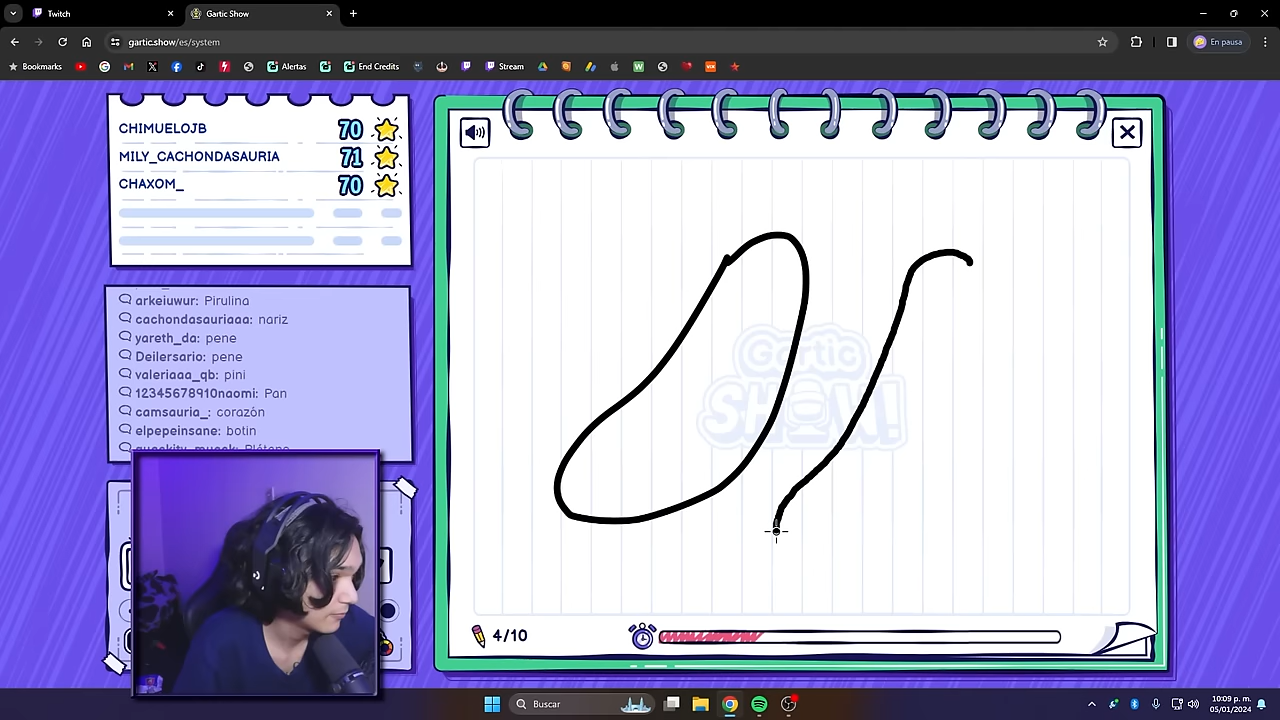 Twitch
Gartic Show
gartic.show/es/system
En pausa
Bookmarks
Alertas
End Credits
Stream
CHIMUELOJB 70
MILY_CACHONDASAURIA 71
CHAXOM_ 70
arkeiuwur: Pirulina
cachondasauriaaa: nariz
yareth_da: pene
Deilersario: pene
valeriaaa_qb: pini
12345678910naomi: Pan
camsauria_: corazón
elpepeinsane: botin
Gartic
SHOW!
4/10
Buscar
10:09 p. m.
05/01/2024